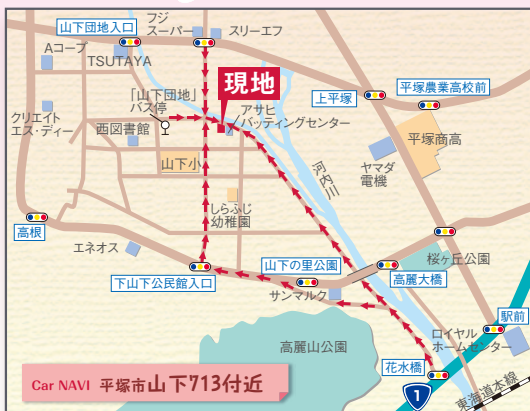 山下団地入口
フジ
スーパー
スリーエフ
Aコープ
TSUTAYA
現地
「山下団地」
バス停
アサヒ
バッティングセンター
上平塚
平塚農業高校前
クリエイト
エス・ディー
西図書館
平塚商高
山下小
河内川
ヤマダ
電機
しらふじ
幼稚園
高根
エネオス
下山下公民館入口
山下の里公園
サンマルク
高麗大橋
桜ヶ丘公園
駅前
ロイヤル
ホームセンター
高麗山公園
花水橋
1
東海道本線
Car NAVI 平塚市山下713付近